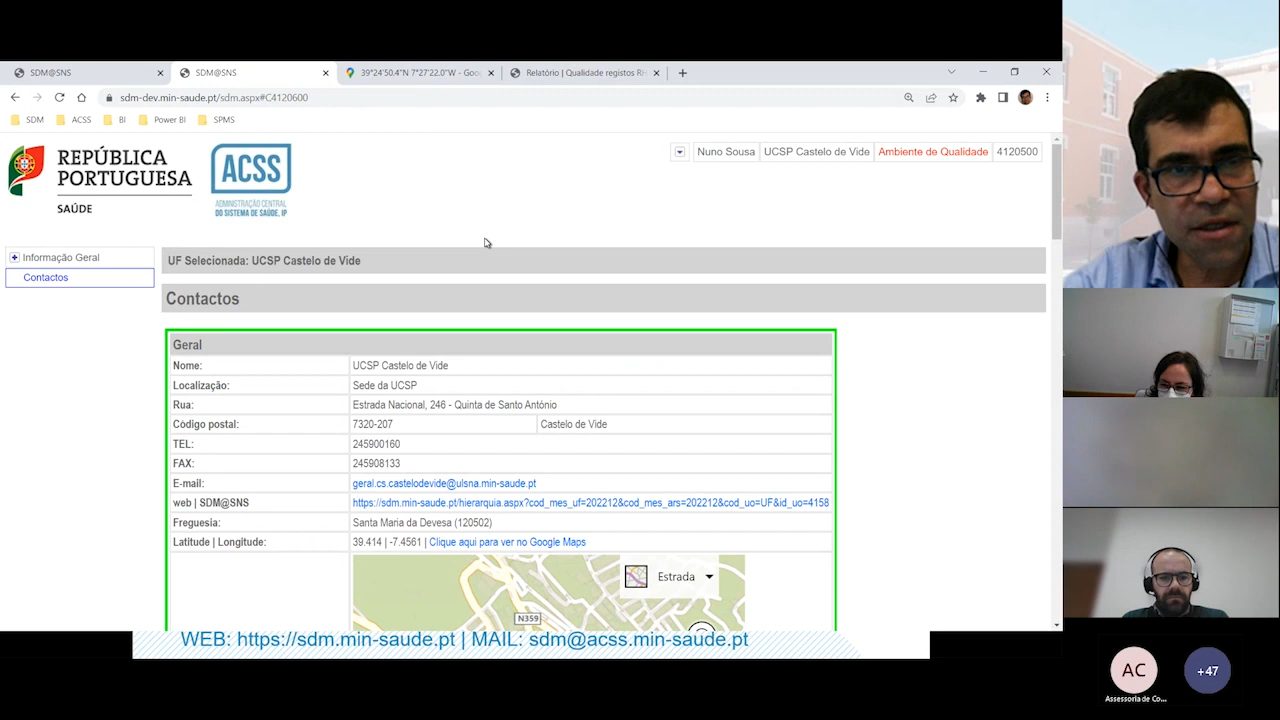 SDM@SNS
SDM@SNS
39°24'50.4"N 7°27'22.0"W - Goo
Relatório | Qualidade registos RH
sdm-dev.min-saude.pt/sdm.aspx#C4120600
SDM ACSS BI Power BI SPMS
REPÚBLICA
PORTUGUESA
SAÚDE
ACSS
ADMINISTRAÇÃO CENTRAL
DO SISTEMA DE SAÚDE, IP
Nuno Sousa UCSP Castelo de Vide Ambiente de Qualidade 4120500
Informação Geral
Contactos
UF Selecionada: UCSP Castelo de Vide
Contactos
Geral
Nome: UCSP Castelo de Vide
Localização: Sede da UCSP
Rua: Estrada Nacional, 246 - Quinta de Santo António
Código postal: 7320-207 Castelo de Vide
TEL: 245900160
FAX: 245908133
E-mail: geral.cs.castelodevide@ulsna.min-saude.pt
web | SDM@SNS https://sdm.min-saude.pt/hierarquia.aspx?cod_mes_uf=202212&cod_mes_ars=202212&cod_uo=UF&id_uo=4158
Freguesia: Santa Maria da Devesa (120502)
Latitude | Longitude: 39.414 | -7.4561 | Clique aqui para ver no Google Maps
Estrada
N359
WEB: https://sdm.min-saude.pt | MAIL: sdm@acss.min-saude.pt
AC
+47
Assessoria de Co...